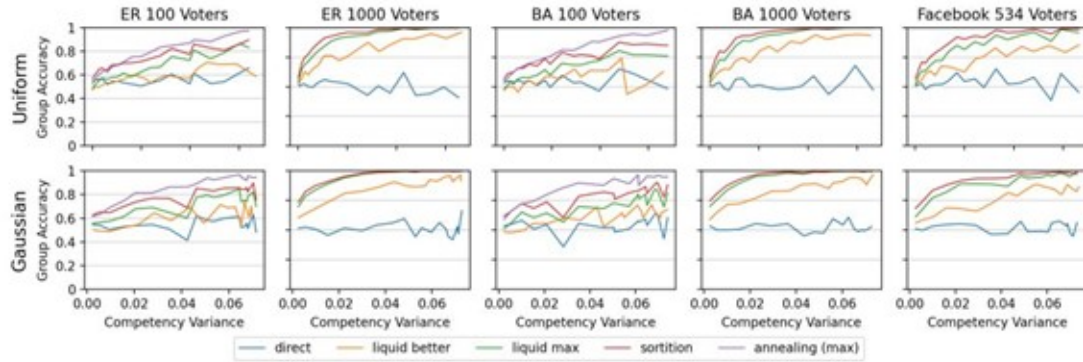 ER 100 Voters
ER 1000 Voters
BA 100 Voters
BA 1000 Voters
Facebook 534 Voters
Uniform
Group Accuracy
1
0.8
0.6
0.4
0.2
0
Gaussian
Group Accuracy
1
0.8
0.6
0.4
0.2
0
0.00 0.02 0.04 0.06
0.00 0.02 0.04 0.06
0.00 0.02 0.04 0.06
0.00 0.02 0.04 0.06
0.00 0.02 0.04 0.06
Competency Variance
Competency Variance
Competency Variance
Competency Variance
Competency Variance
direct
liquid better
liquid max
sortition
annealing (max)